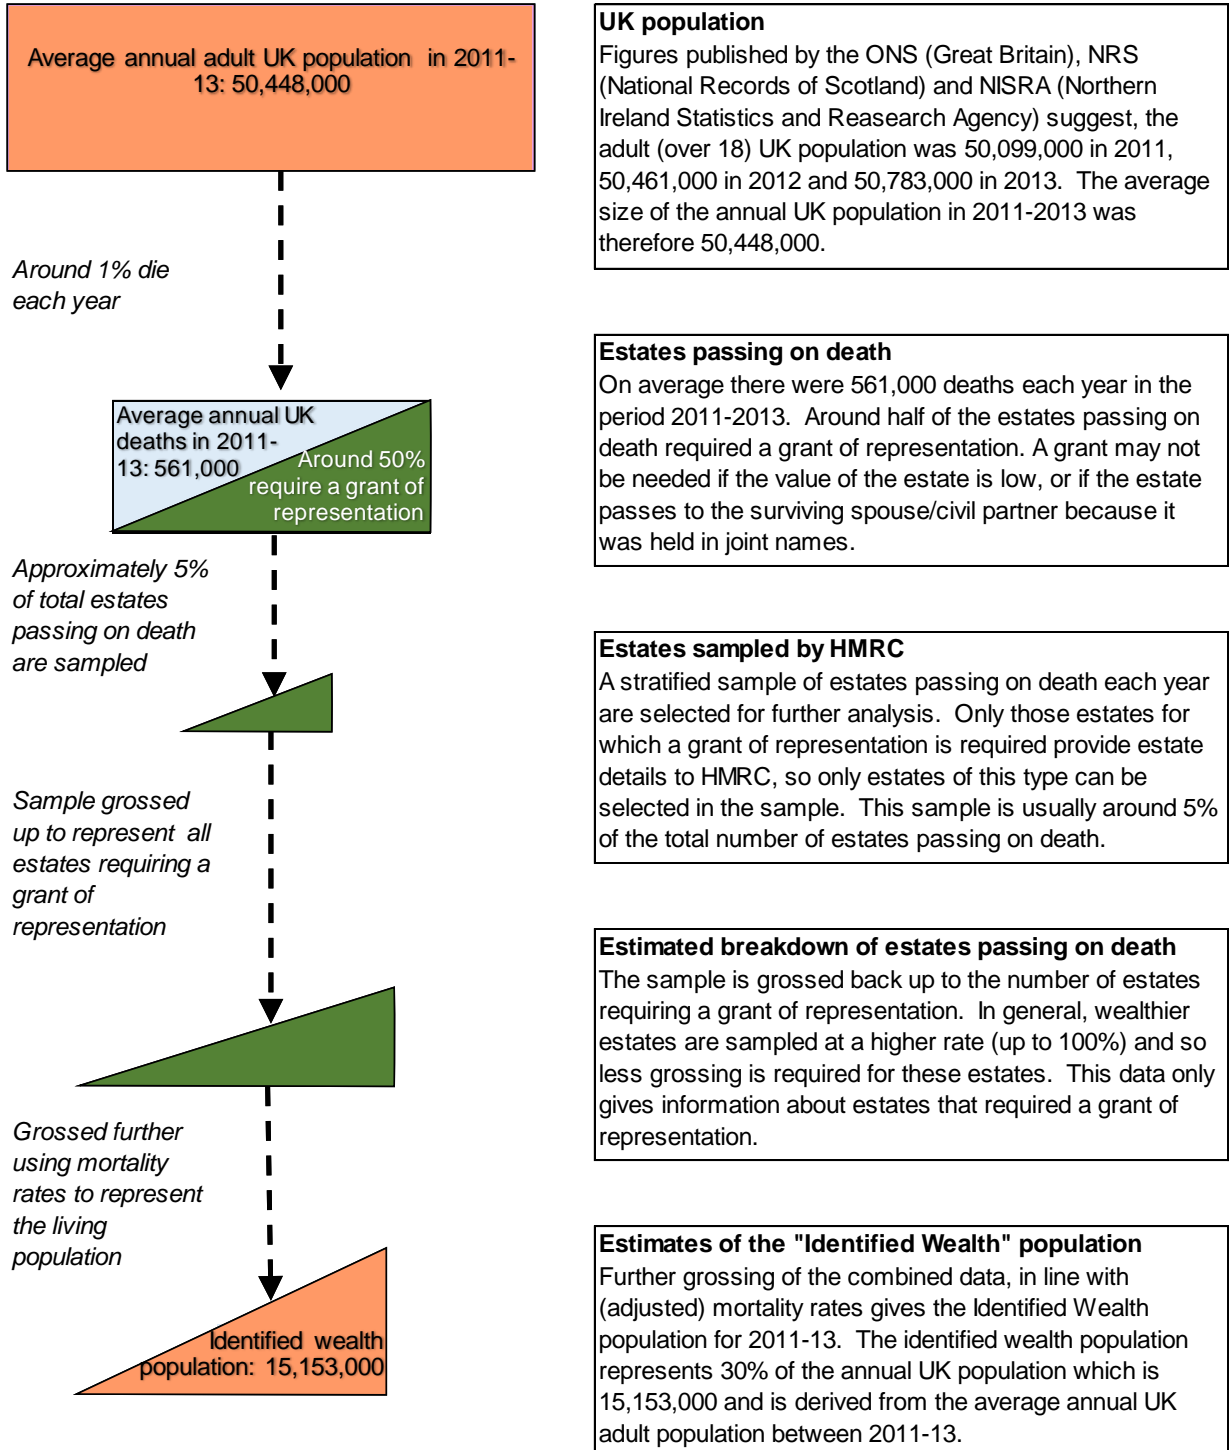 Average annual adult UK population in 2011-
13: 50,448,000
UK population
Figures published by the ONS (Great Britain), NRS
(National Records of Scotland) and NISRA (Northern
Ireland Statistics and Reasearch Agency) suggest, the
adult (over 18) UK population was 50,099,000 in 2011,
50,461,000 in 2012 and 50,783,000 in 2013. The average
size of the annual UK population in 2011-2013 was
therefore 50,448,000.
Around 1% die
each year
Average annual UK
deaths in 2011-
13: 561,000
Around 50%
require a grant of
representation
Estates passing on death
On average there were 561,000 deaths each year in the
period 2011-2013. Around half of the estates passing on
death required a grant of representation. A grant may not
be needed if the value of the estate is low, or if the estate
passes to the surviving spouse/civil partner because it
was held in joint names.
Approximately 5%
of total estates
passing on death
are sampled
Estates sampled by HMRC
A stratified sample of estates passing on death each year
are selected for further analysis. Only those estates for
which a grant of representation is required provide estate
details to HMRC, so only estates of this type can be
selected in the sample. This sample is usually around 5%
of the total number of estates passing on death.
Sample grossed
up to represent all
estates requiring a
grant of
representation
Estimated breakdown of estates passing on death
The sample is grossed back up to the number of estates
requiring a grant of representation. In general, wealthier
estates are sampled at a higher rate (up to 100%) and so
less grossing is required for these estates. This data only
gives information about estates that required a grant of
representation.
Grossed further
using mortality
rates to represent
the living
population
Identified wealth
population: 15,153,000
Estimates of the "Identified Wealth" population
Further grossing of the combined data, in line with
(adjusted) mortality rates gives the Identified Wealth
population for 2011-13. The identified wealth population
represents 30% of the annual UK population which is
15,153,000 and is derived from the average annual UK
adult population between 2011-13.